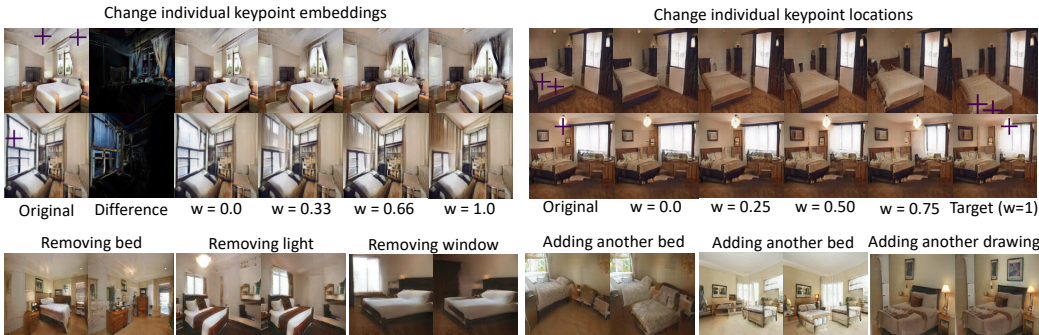 Change individual keypoint embeddings
Change individual keypoint locations
Original Difference w = 0.0 w = 0.33 w = 0.66 w = 1.0
Original w = 0.0 w = 0.25 w = 0.50 w = 0.75 Target (w=1)
Removing bed Removing light Removing window Adding another bed Adding another bed Adding another drawing